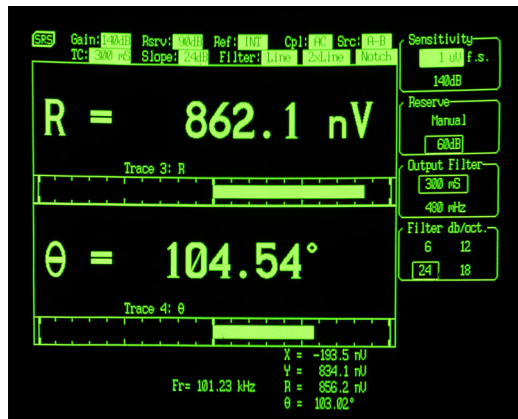 SRS Gain: 140dB Rsrv: 90dB Ref: INT Cpl: AC Src: A-B
TC: 300 mS Slope: 24dB Filter: Line 2xLine Notch
R = 862.1 nV
Trace 3: R
θ = 104.54°
Trace 4: θ
X = -193.5 nV
Y = 834.1 nV
Fr= 101.23 kHz R = 856.2 nV
θ = 103.02°
Sensitivity
1 uV f.s.
140dB
Reserve
Manual
60dB
Output Filter
300 mS
480 mHz
Filter db/oct.
6 12
24 18